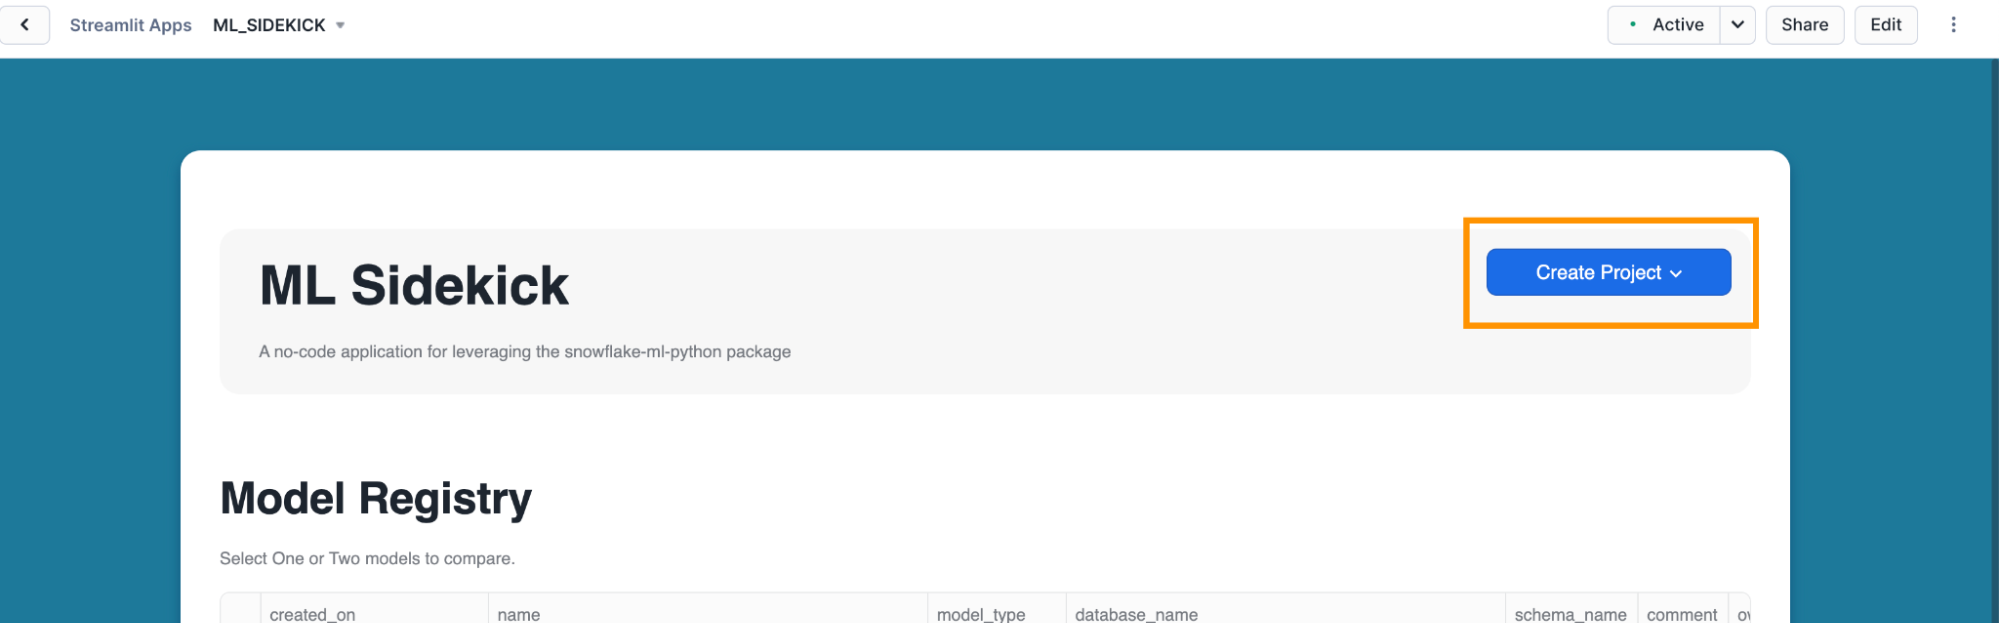 Streamlit Apps ML_SIDEKICK Active Share Edit
Create Project
ML Sidekick
A no-code application for leveraging the snowflake-ml-python package
Model Registry
Select One or Two models to compare.
created_on name model_type database_name schema_name comment